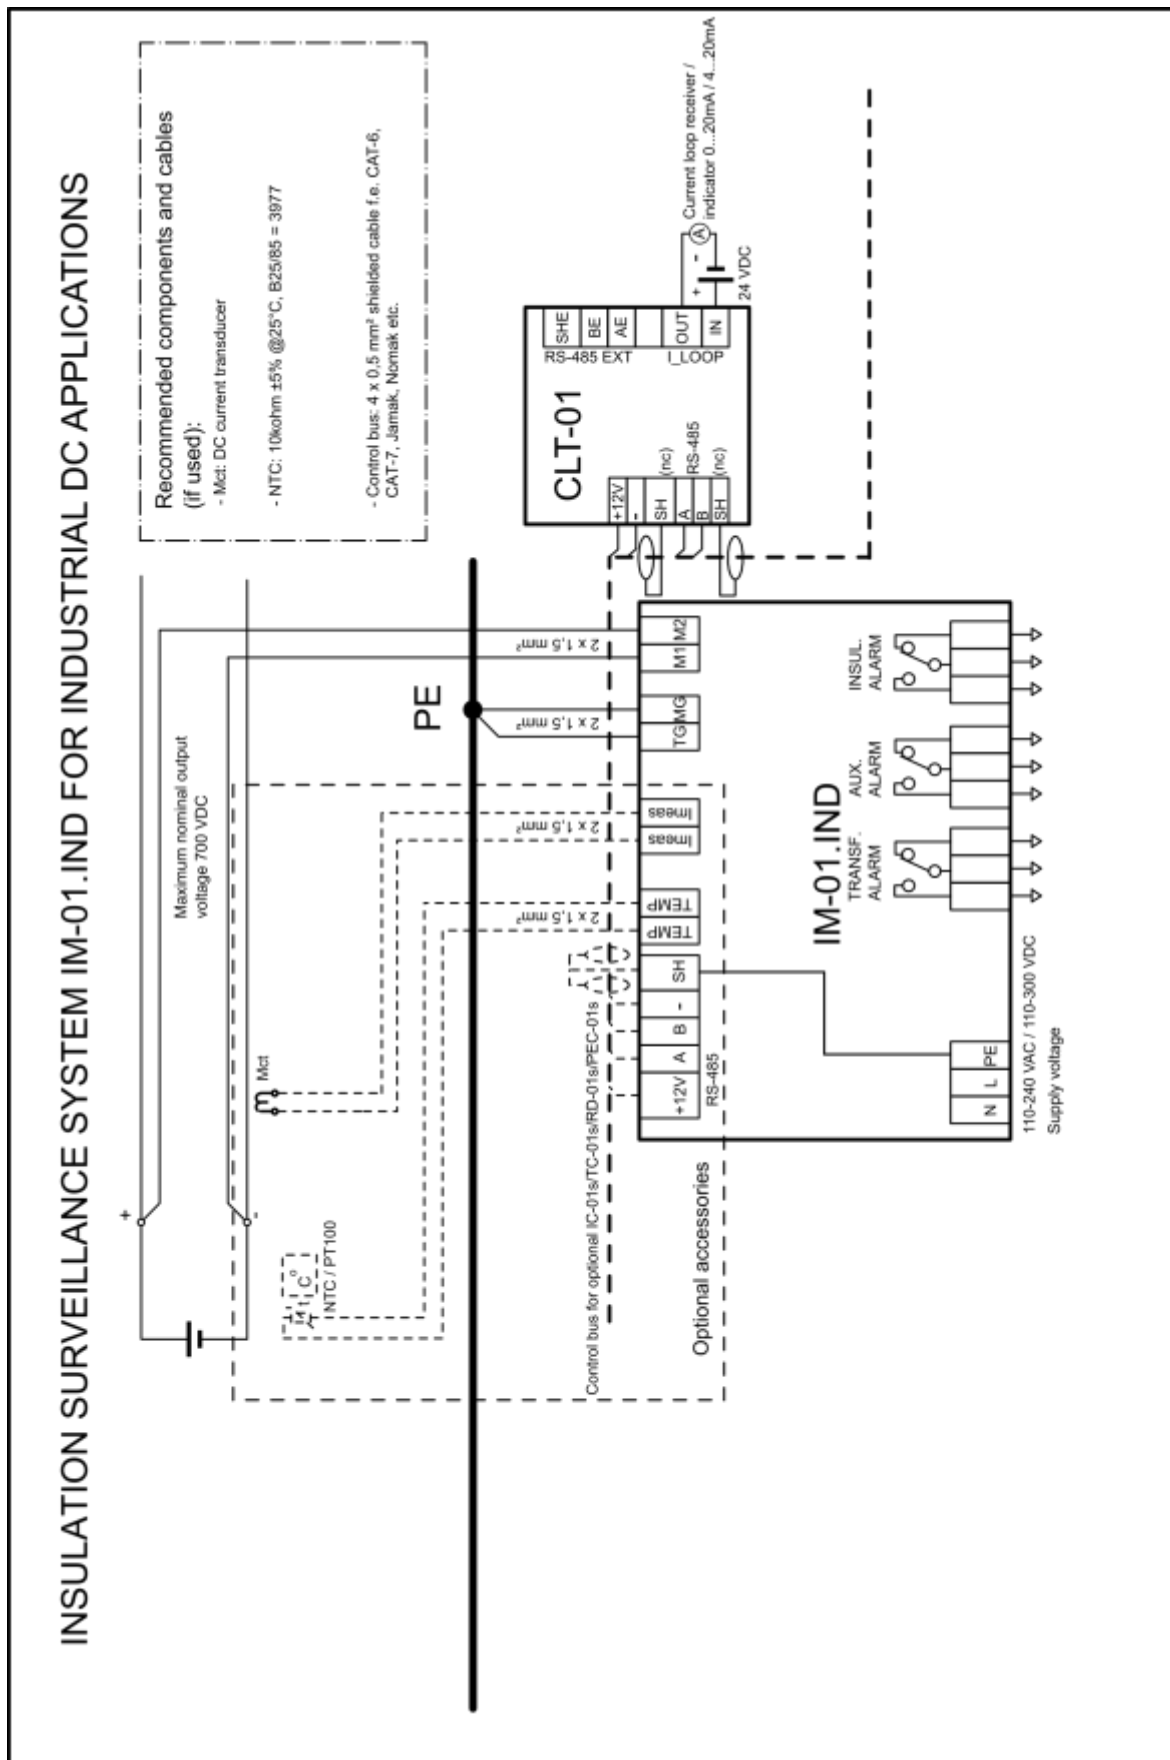 INSULATION SURVEILLANCE SYSTEM IM-01.IND FOR INDUSTRIAL DC APPLICATIONS
Recommended components and cables
(if used):
- Mct: DC current transducer
- NTC: 10kohm ±5% @25°C, B25/85 = 3977
- Control bus: 4 x 0.5 mm² shielded cable f.e. CAT-6,
CAT-7, Jamak, Nomak etc.
+
-
Maximum nominal output
voltage 700 VDC
Mct
t C°
NTC / PT100
PE
2 x 1,5 mm²
2 x 1,5 mm²
2 x 1,5 mm²
2 x 1,5 mm²
Control bus for optional IC-01s/TC-01s/RD-01s/PEC-01s
Optional accessories
+12V
A
B
-
SH
TEMP
TEMP
Imeas
Imeas
TG
MG
M1
M2
RS-485
IM-01.IND
TRANSF.
ALARM
AUX.
ALARM
INSUL.
ALARM
N
L
PE
110-240 VAC / 110-300 VDC
Supply voltage
CLT-01
+12V
-
SH
(nc)
A
B
RS-485
SH
(nc)
SHE
BE
AE
RS-485 EXT
OUT
IN
I_LOOP
+
-
A
24 VDC
Current loop receiver /
indicator 0...20mA / 4...20mA